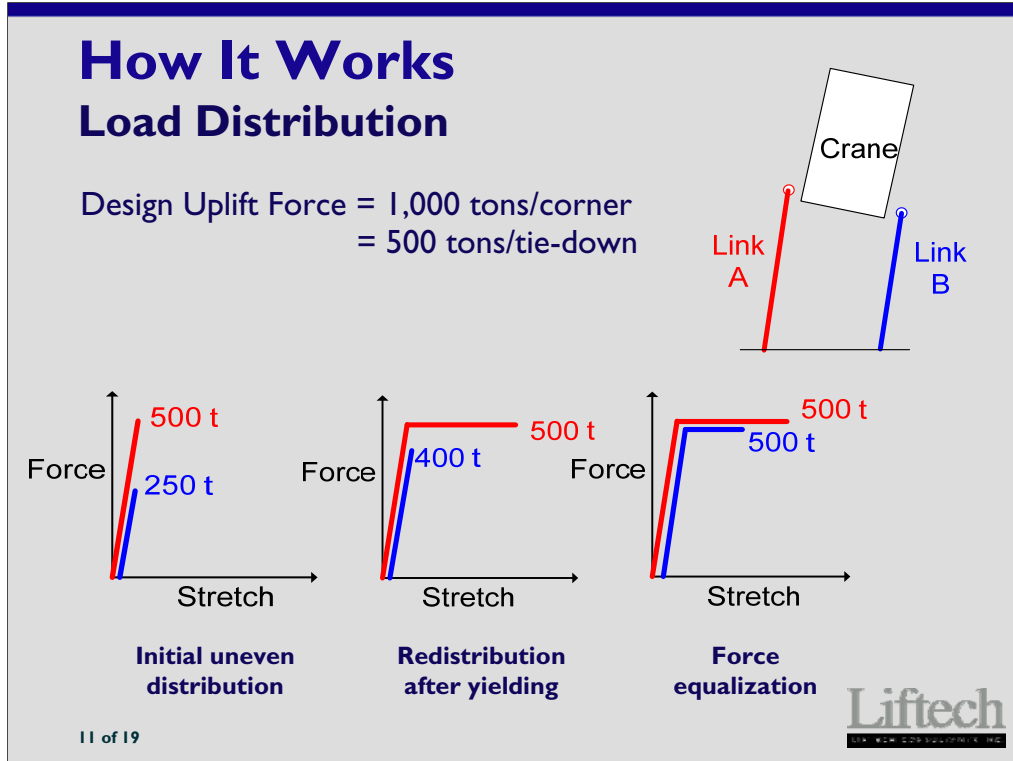 How It Works
Load Distribution
Design Uplift Force = 1,000 tons/corner
= 500 tons/tie-down
Crane
Link
A
Link
B
500 t
250 t
Force
Stretch
Initial uneven
distribution
500 t
400 t
Force
Stretch
Redistribution
after yielding
500 t
500 t
Force
Stretch
Force
equalization
Liftech
11 of 19